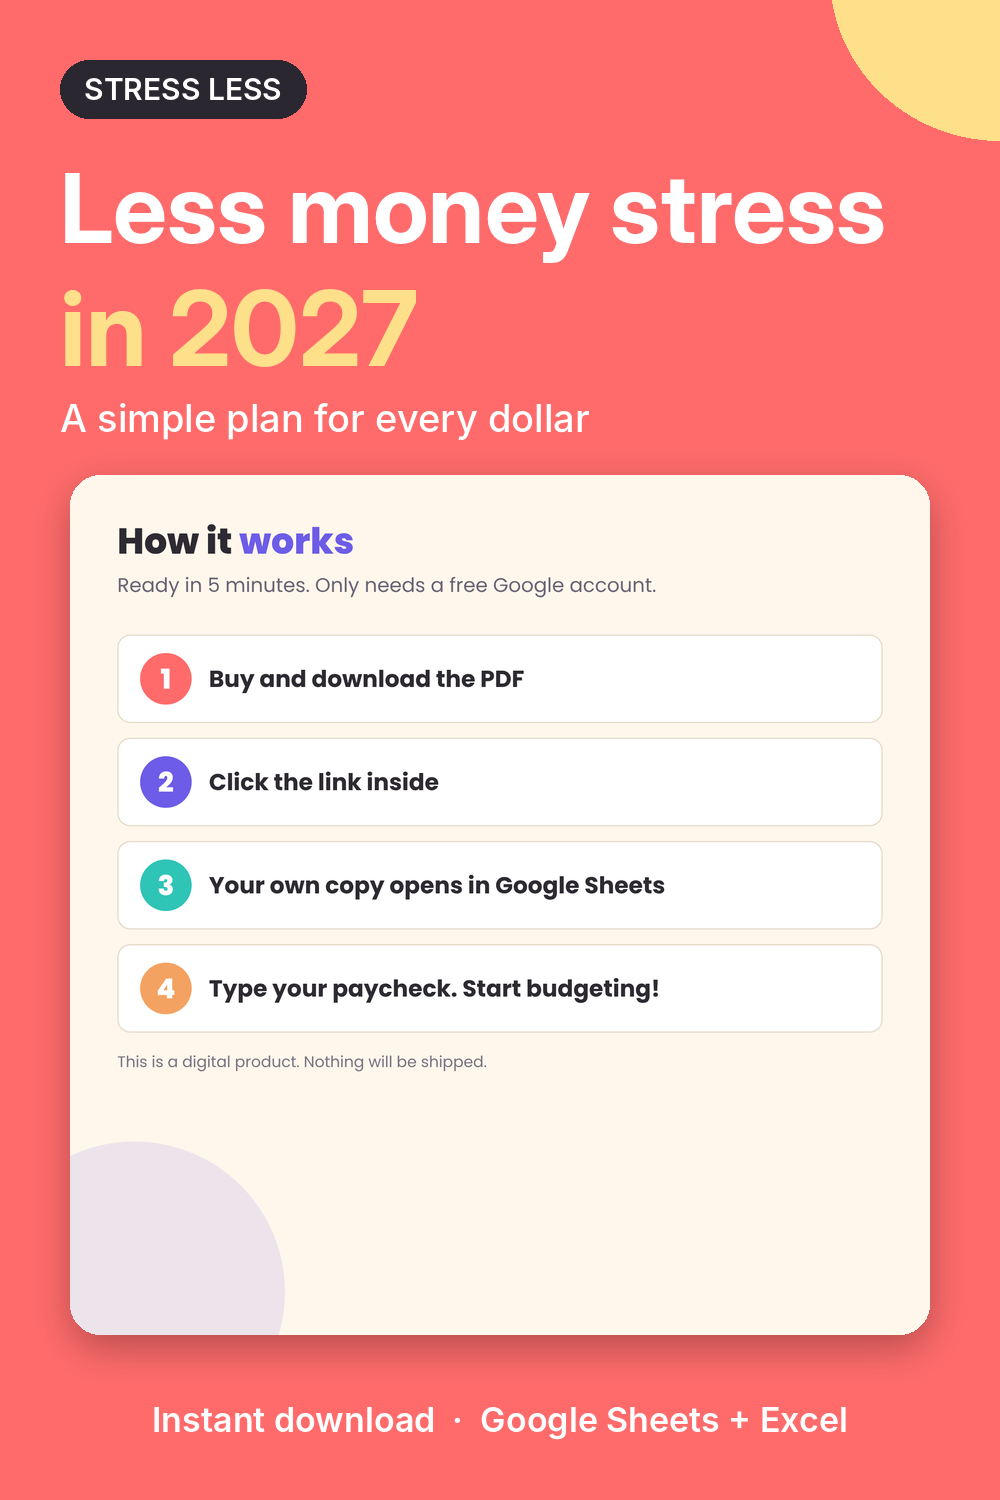 STRESS LESS
Less money stress
in 2027
A simple plan for every dollar
How it works
Ready in 5 minutes. Only needs a free Google account.
1 Buy and download the PDF
2 Click the link inside
3 Your own copy opens in Google Sheets
4 Type your paycheck. Start budgeting!
This is a digital product. Nothing will be shipped.
Instant download · Google Sheets + Excel